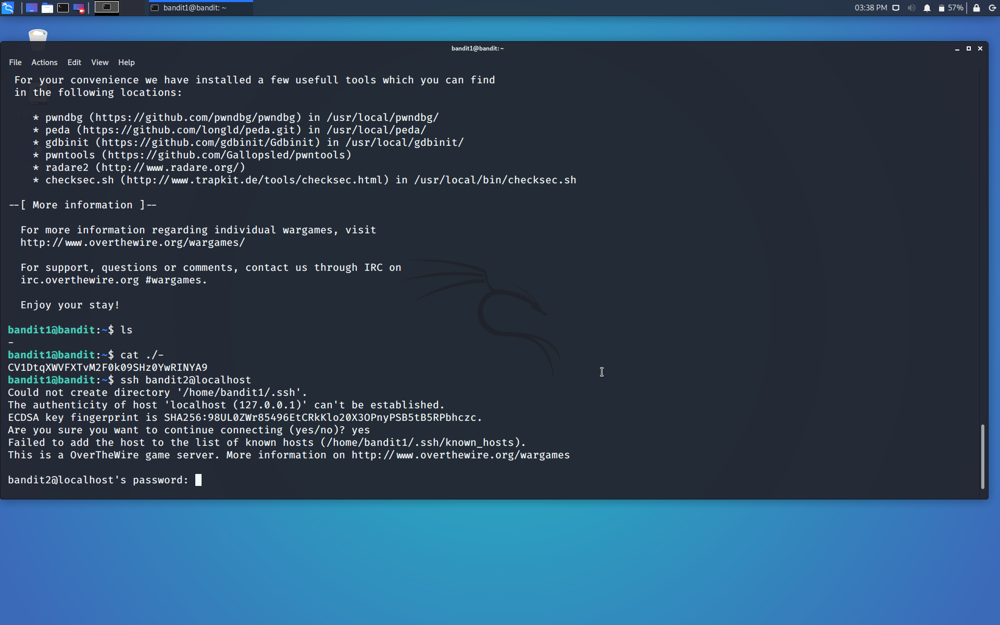 bandit1@bandit: ~
03:38 PM
57%
bandit1@bandit:~
File Actions Edit View Help
For your convenience we have installed a few usefull tools which you can find
in the following locations:
* pwndbg (https://github.com/pwndbg/pwndbg) in /usr/local/pwndbg/
* peda (https://github.com/longld/peda.git) in /usr/local/peda/
* gdbinit (https://github.com/gdbinit/Gdbinit) in /usr/local/gdbinit/
* pwntools (https://github.com/Gallopsled/pwntools)
* radare2 (http://www.radare.org/)
* checksec.sh (http://www.trapkit.de/tools/checksec.html) in /usr/local/bin/checksec.sh
--[ More information ]--
For more information regarding individual wargames, visit
http://www.overthewire.org/wargames/
For support, questions or comments, contact us through IRC on
irc.overthewire.org #wargames.
Enjoy your stay!
bandit1@bandit:~$ ls
-
bandit1@bandit:~$ cat ./-
CV1DtqXWVFXTvM2F0k09SHz0YwRINYA9
bandit1@bandit:~$ ssh bandit2@localhost
Could not create directory '/home/bandit1/.ssh'.
The authenticity of host 'localhost (127.0.0.1)' can't be established.
ECDSA key fingerprint is SHA256:98UL0ZWr85496EtCRkKlo20X3OPnyPSB5tB5RPbhczc.
Are you sure you want to continue connecting (yes/no)? yes
Failed to add the host to the list of known hosts (/home/bandit1/.ssh/known_hosts).
This is a OverTheWire game server. More information on http://www.overthewire.org/wargames
bandit2@localhost's password: